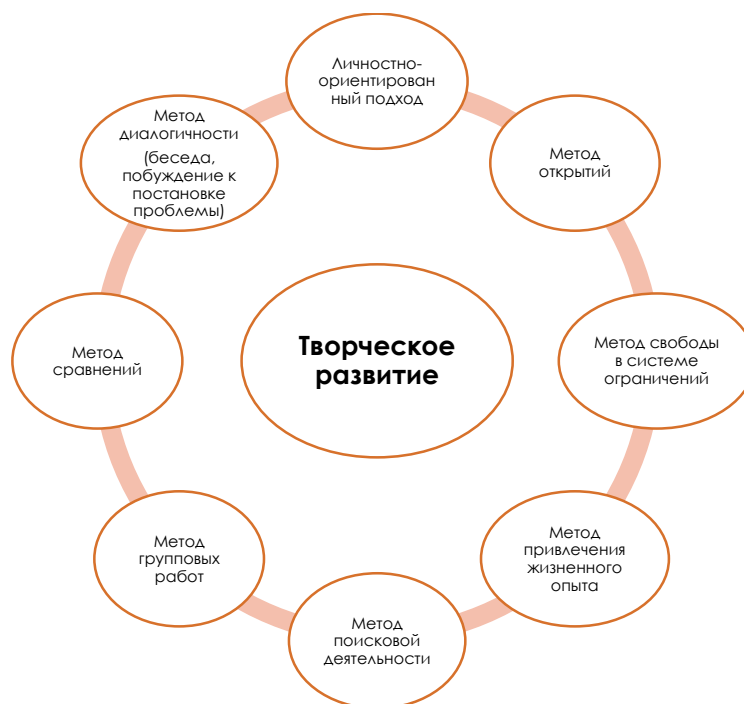 Личностно-
ориентирован
ный подход
Метод
открытий
Метод свободы
в системе
ограничений
Метод
привлечения
жизненного
опыта
Метод
поисковой
деятельности
Метод
групповых
работ
Метод
сравнений
Метод
диалогичности
(беседа,
побуждение к
постановке
проблемы)
Творческое
развитие